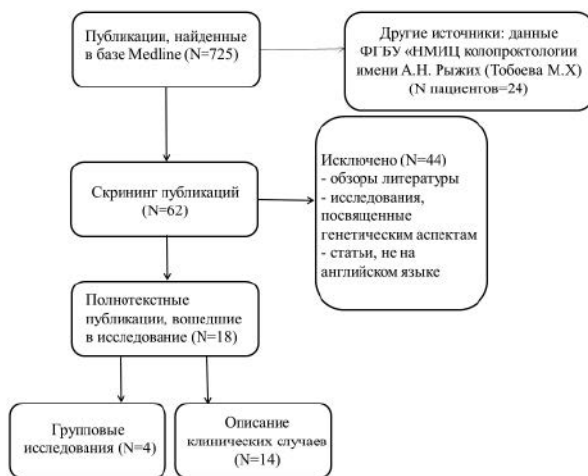 Публикации, найденные
в базе Medline (N=725)
Другие источники: данные
ФГБУ «НМИЦ колопроктологии
имени А.Н. Рыжих (Тобоева М.Х)
(N пациентов=24)
Скрининг публикаций
(N=62)
Исключено (N=44)
- обзоры литературы
- исследования,
посвященные
генетическим аспектам
- статьи, не на
английском языке
Полнотекстные
публикации, вошедшие
в исследование (N=18)
Групповые
исследования (N=4)
Описание
клинических случаев
(N=14)